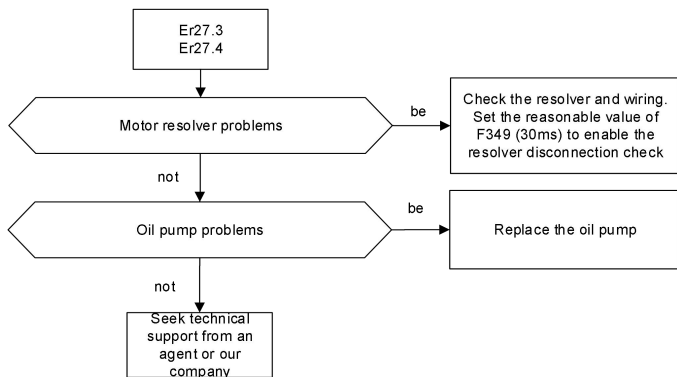 Er27.3
Er27.4
Motor resolver problems
be
Check the resolver and wiring.
Set the reasonable value of
F349 (30ms) to enable the
resolver disconnection check
not
Oil pump problems
be
Replace the oil pump
not
Seek technical
support from an
agent or our
company